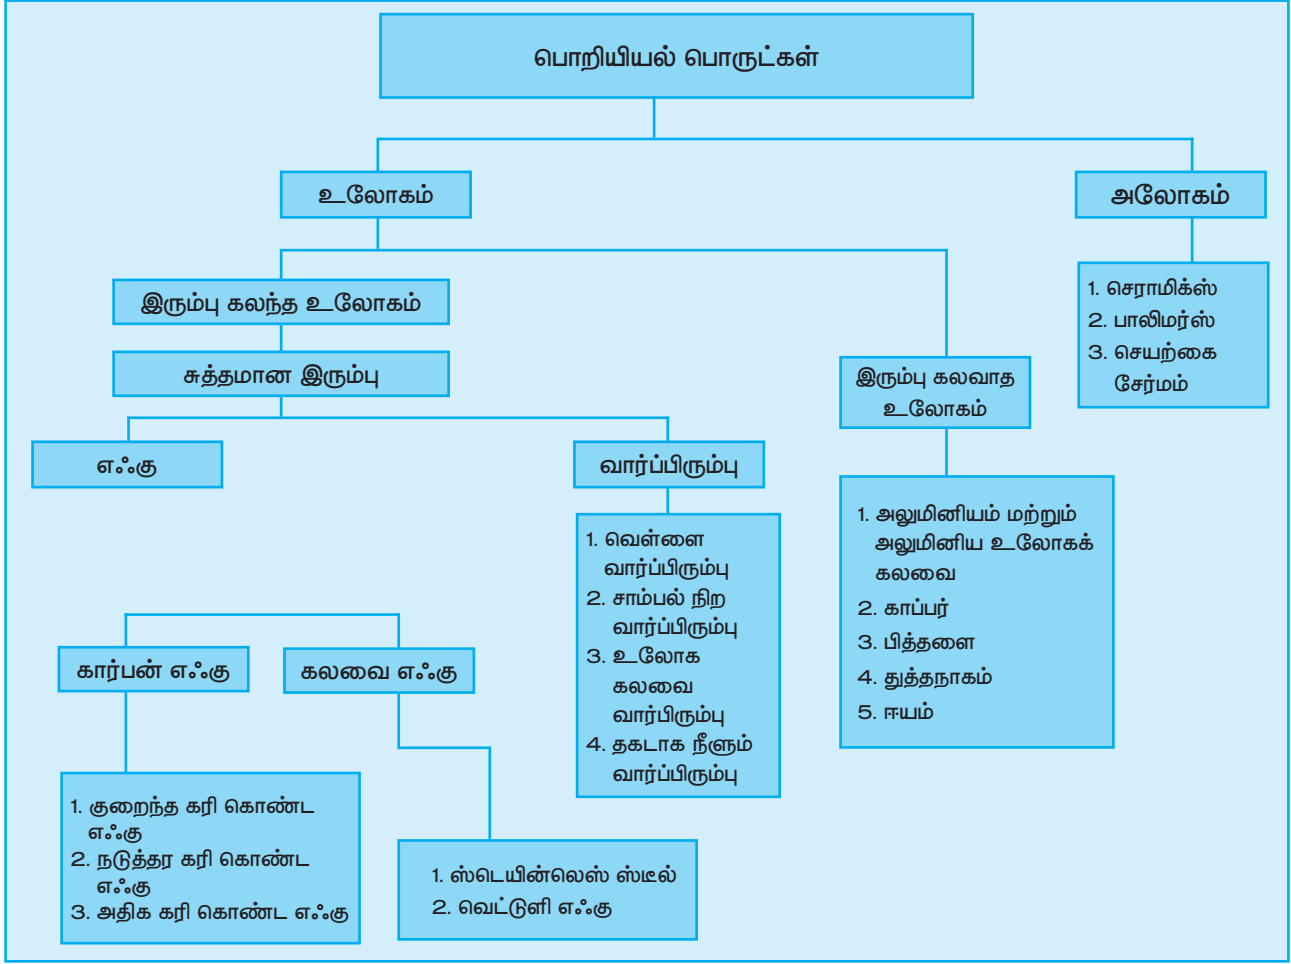 பொறியியல் பொருட்கள்
உலோகம்
அலோகம்
இரும்பு கலந்த உலோகம்
சுத்தமான இரும்பு
எஃகு
வார்ப்பிரும்பு
இரும்பு கலவாத
உலோகம்
1. செராமிக்ஸ்
2. பாலிமர்ஸ்
3. செயற்கை
சேர்மம்
1. வெள்ளை
வார்ப்பிரும்பு
2. சாம்பல் நிற
வார்ப்பிரும்பு
3. உலோக
கலவை
வார்பிரும்பு
4. தகடாக நீளும்
வார்ப்பிரும்பு
1. அலுமினியம் மற்றும்
அலுமினிய உலோகக்
கலவை
2. காப்பர்
3. பித்தளை
4. துத்தநாகம்
5. ஈயம்
கார்பன் எஃகு
கலவை எஃகு
1. குறைந்த கரி கொண்ட
எஃகு
2. நடுத்தர கரி கொண்ட
எஃகு
3. அதிக கரி கொண்ட எஃகு
1. ஸ்டெயின்லெஸ் ஸ்டீல்
2. வெட்டுளி எஃகு